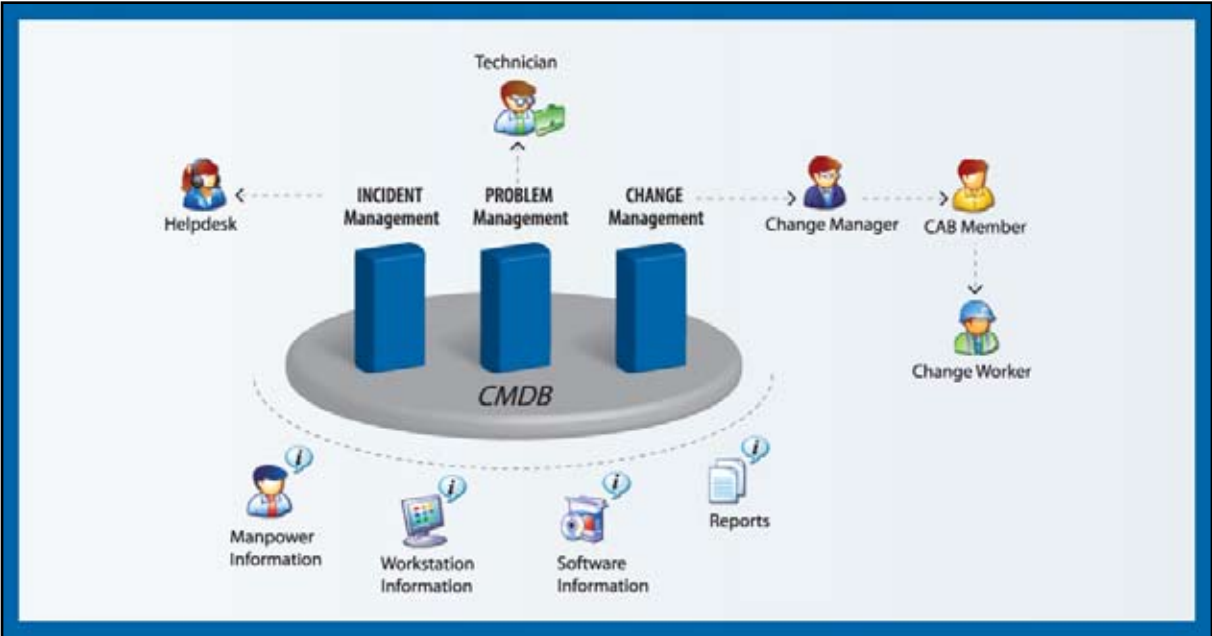 Technician
Helpdesk
INCIDENT
Management
PROBLEM
Management
CHANGE
Management
Change Manager
CAB Member
Change Worker
CMDB
i
i
i
i
Manpower
Information
Workstation
Information
Software
Information
Reports